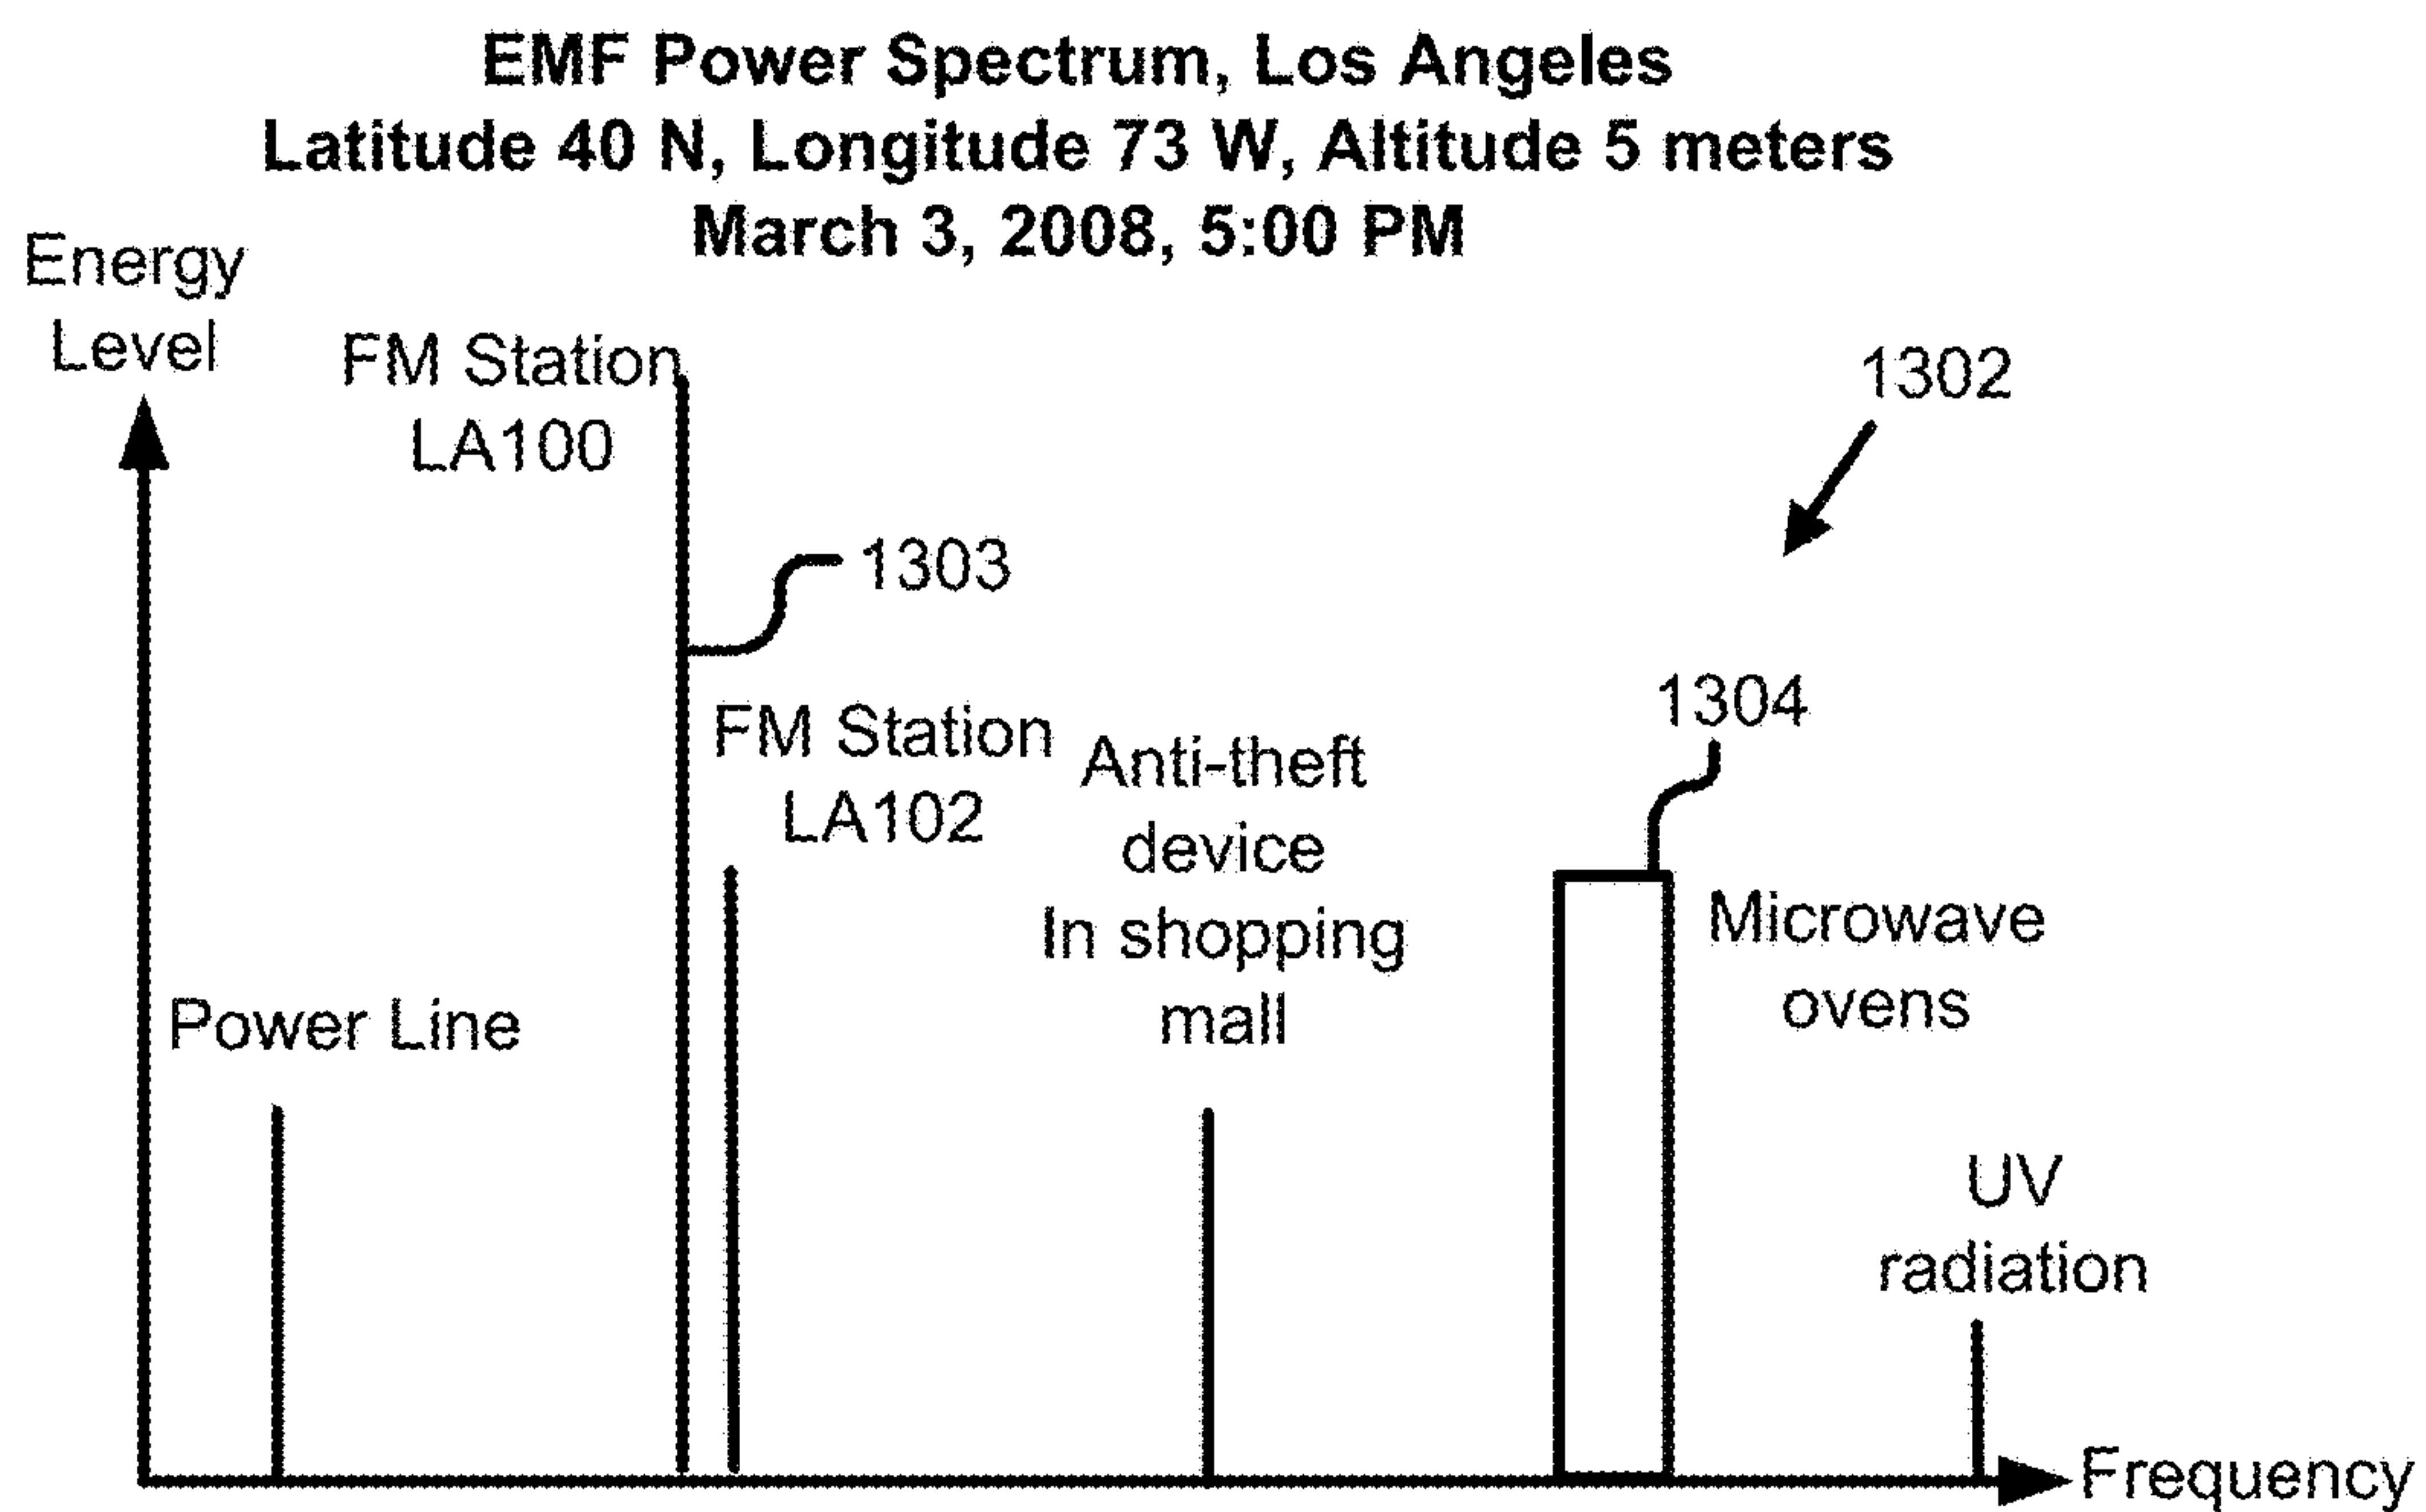 EMF Power Spectrum, Los Angeles
Latitude 40 N, Longitude 73 W, Altitude 5 meters
March 3, 2008, 5:00 PM
Energy
Level
FM Station
LA100
1302
1303
1304
FM Station
LA102
Anti-theft
device
In shopping
mall
Microwave
ovens
Power Line
UV
radiation
Frequency